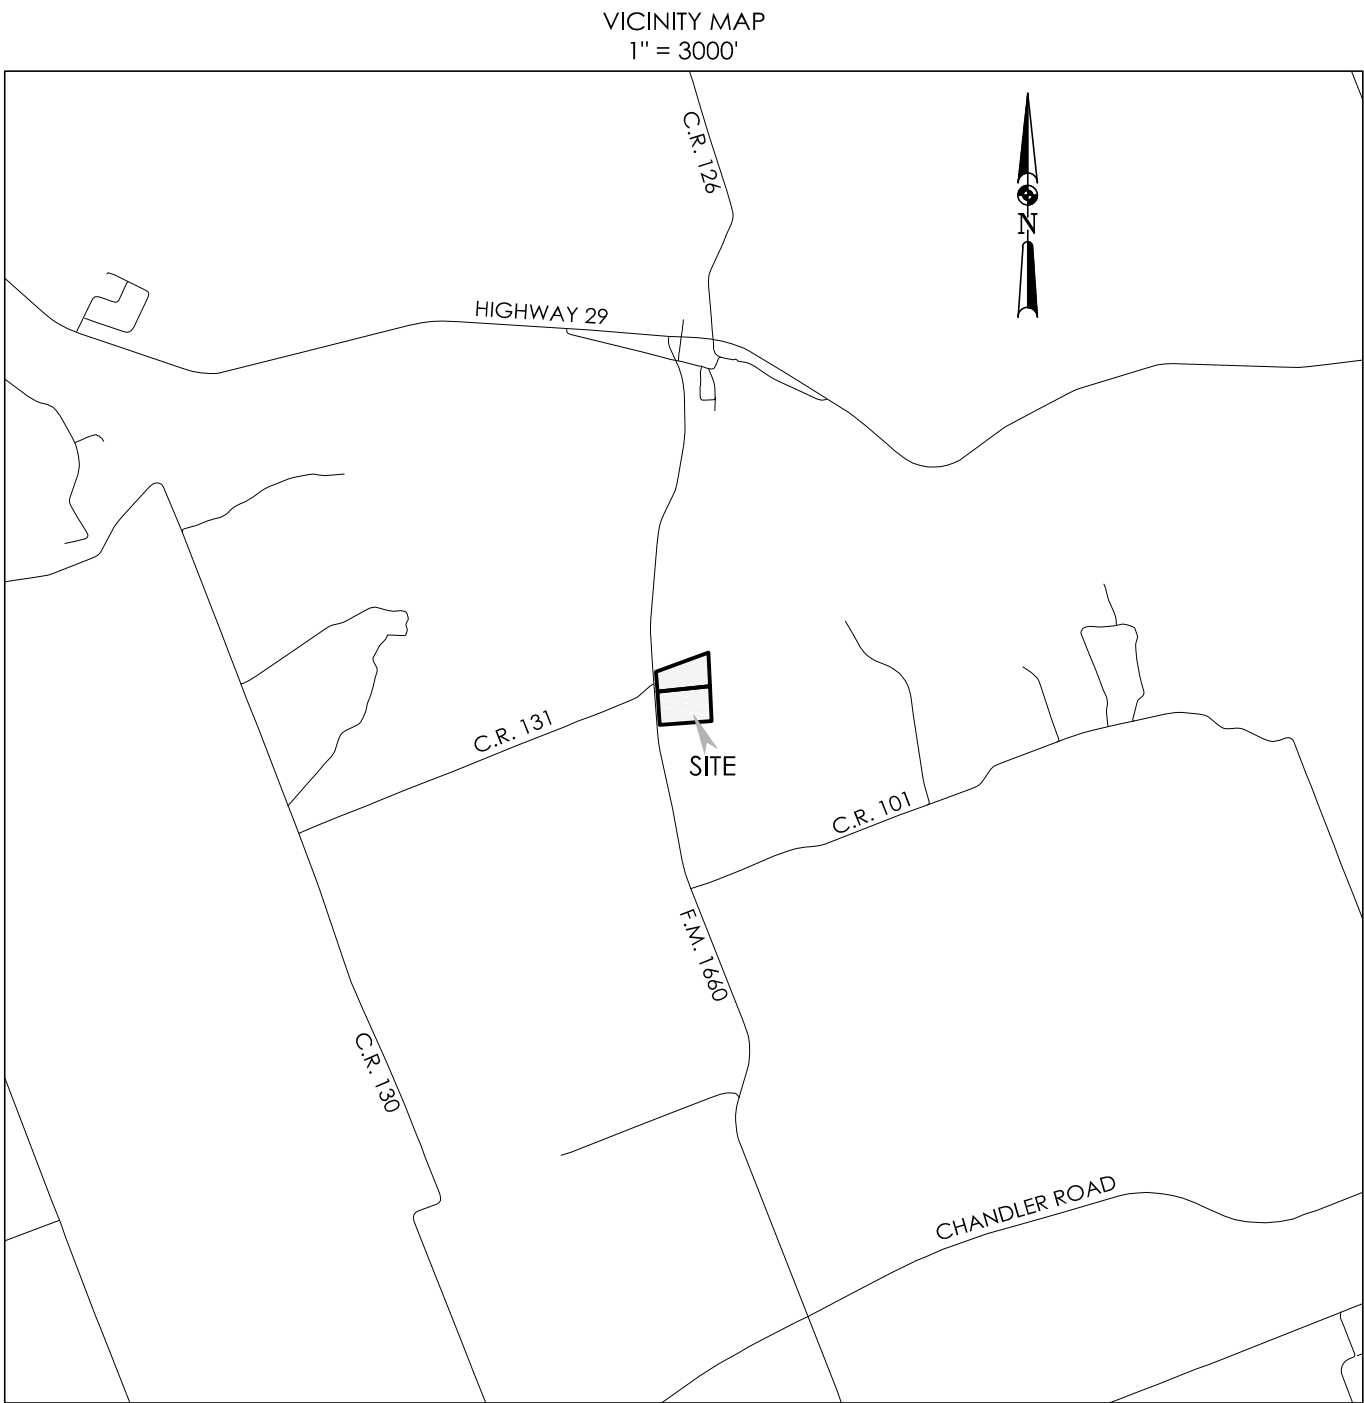 VICINITY MAP
1" = 3000'
C.R. 126
N
HIGHWAY 29
C.R. 131
SITE
C.R. 101
F.M. 1660
C.R. 130
CHANDLER ROAD